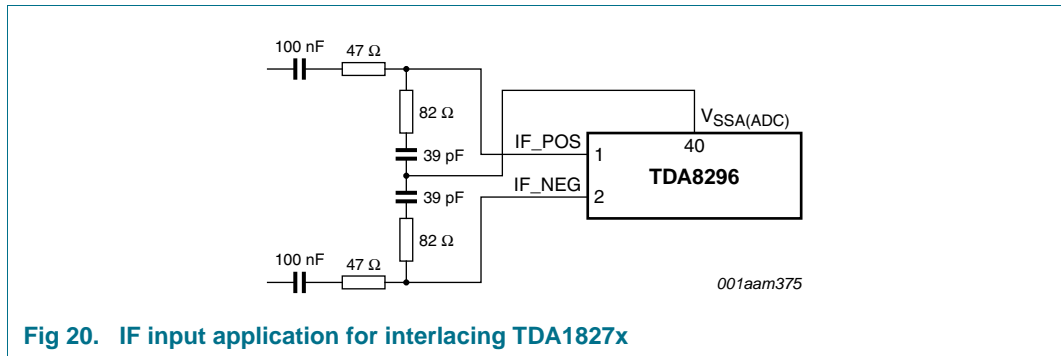 100 nF
47 Ω
82 Ω
39 pF
39 pF
82 Ω
100 nF
47 Ω
IF_POS
IF_NEG
VSSA(ADC)
40
1
TDA8296
2
001aam375
Fig 20. IF input application for interlacing TDA1827x